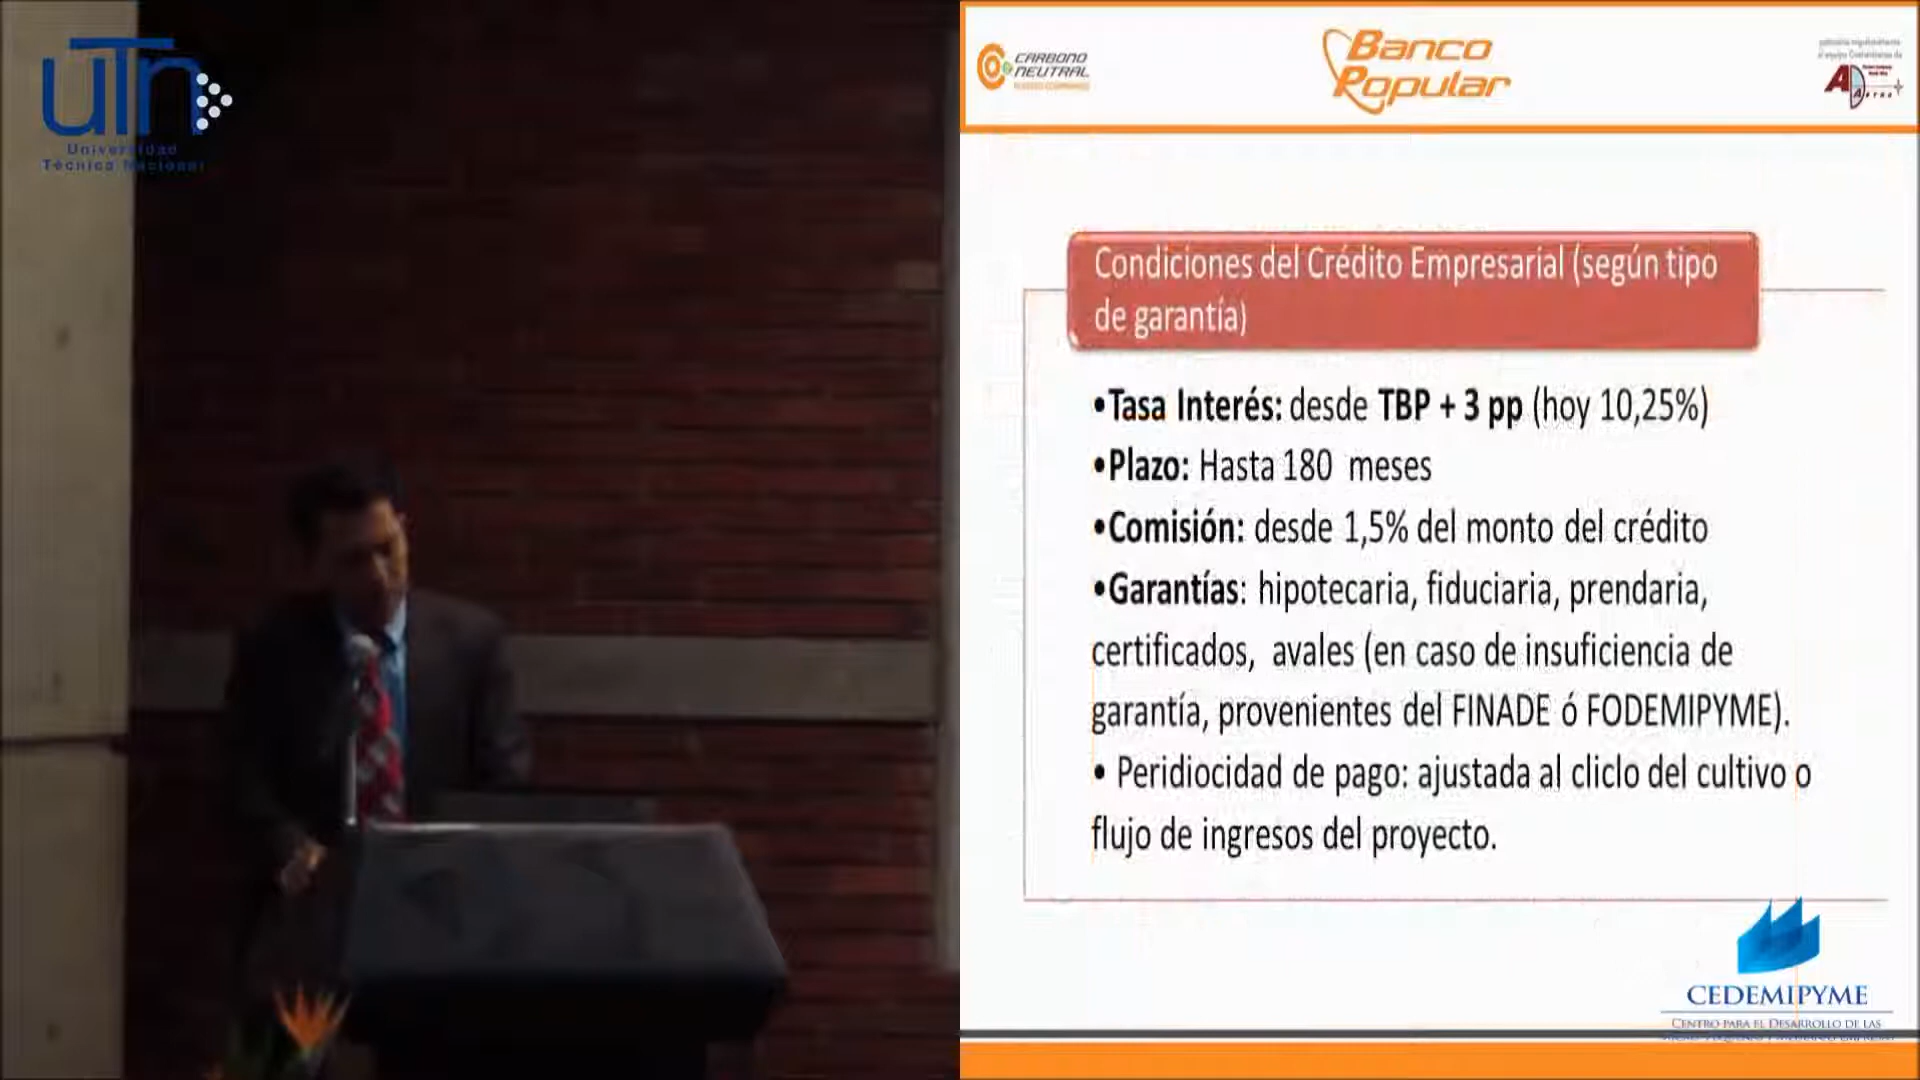 uTn
Universidad
Técnica Nacional
CARBONO
NEUTRAL
Banco
Popular
Condiciones del Crédito Empresarial (según tipo
de garantía)
•Tasa Interés: desde TBP + 3 pp (hoy 10,25%)
•Plazo: Hasta 180 meses
•Comisión: desde 1,5% del monto del crédito
•Garantías: hipotecaria, fiduciaria, prendaria,
certificados, avales (en caso de insuficiencia de
garantía, provenientes del FINADE ó FODEMIPYME).
• Peridiocidad de pago: ajustada al cliclo del cultivo o
flujo de ingresos del proyecto.
CEDEMIPYME
CENTRO PARA EL DESARROLLO DE LAS